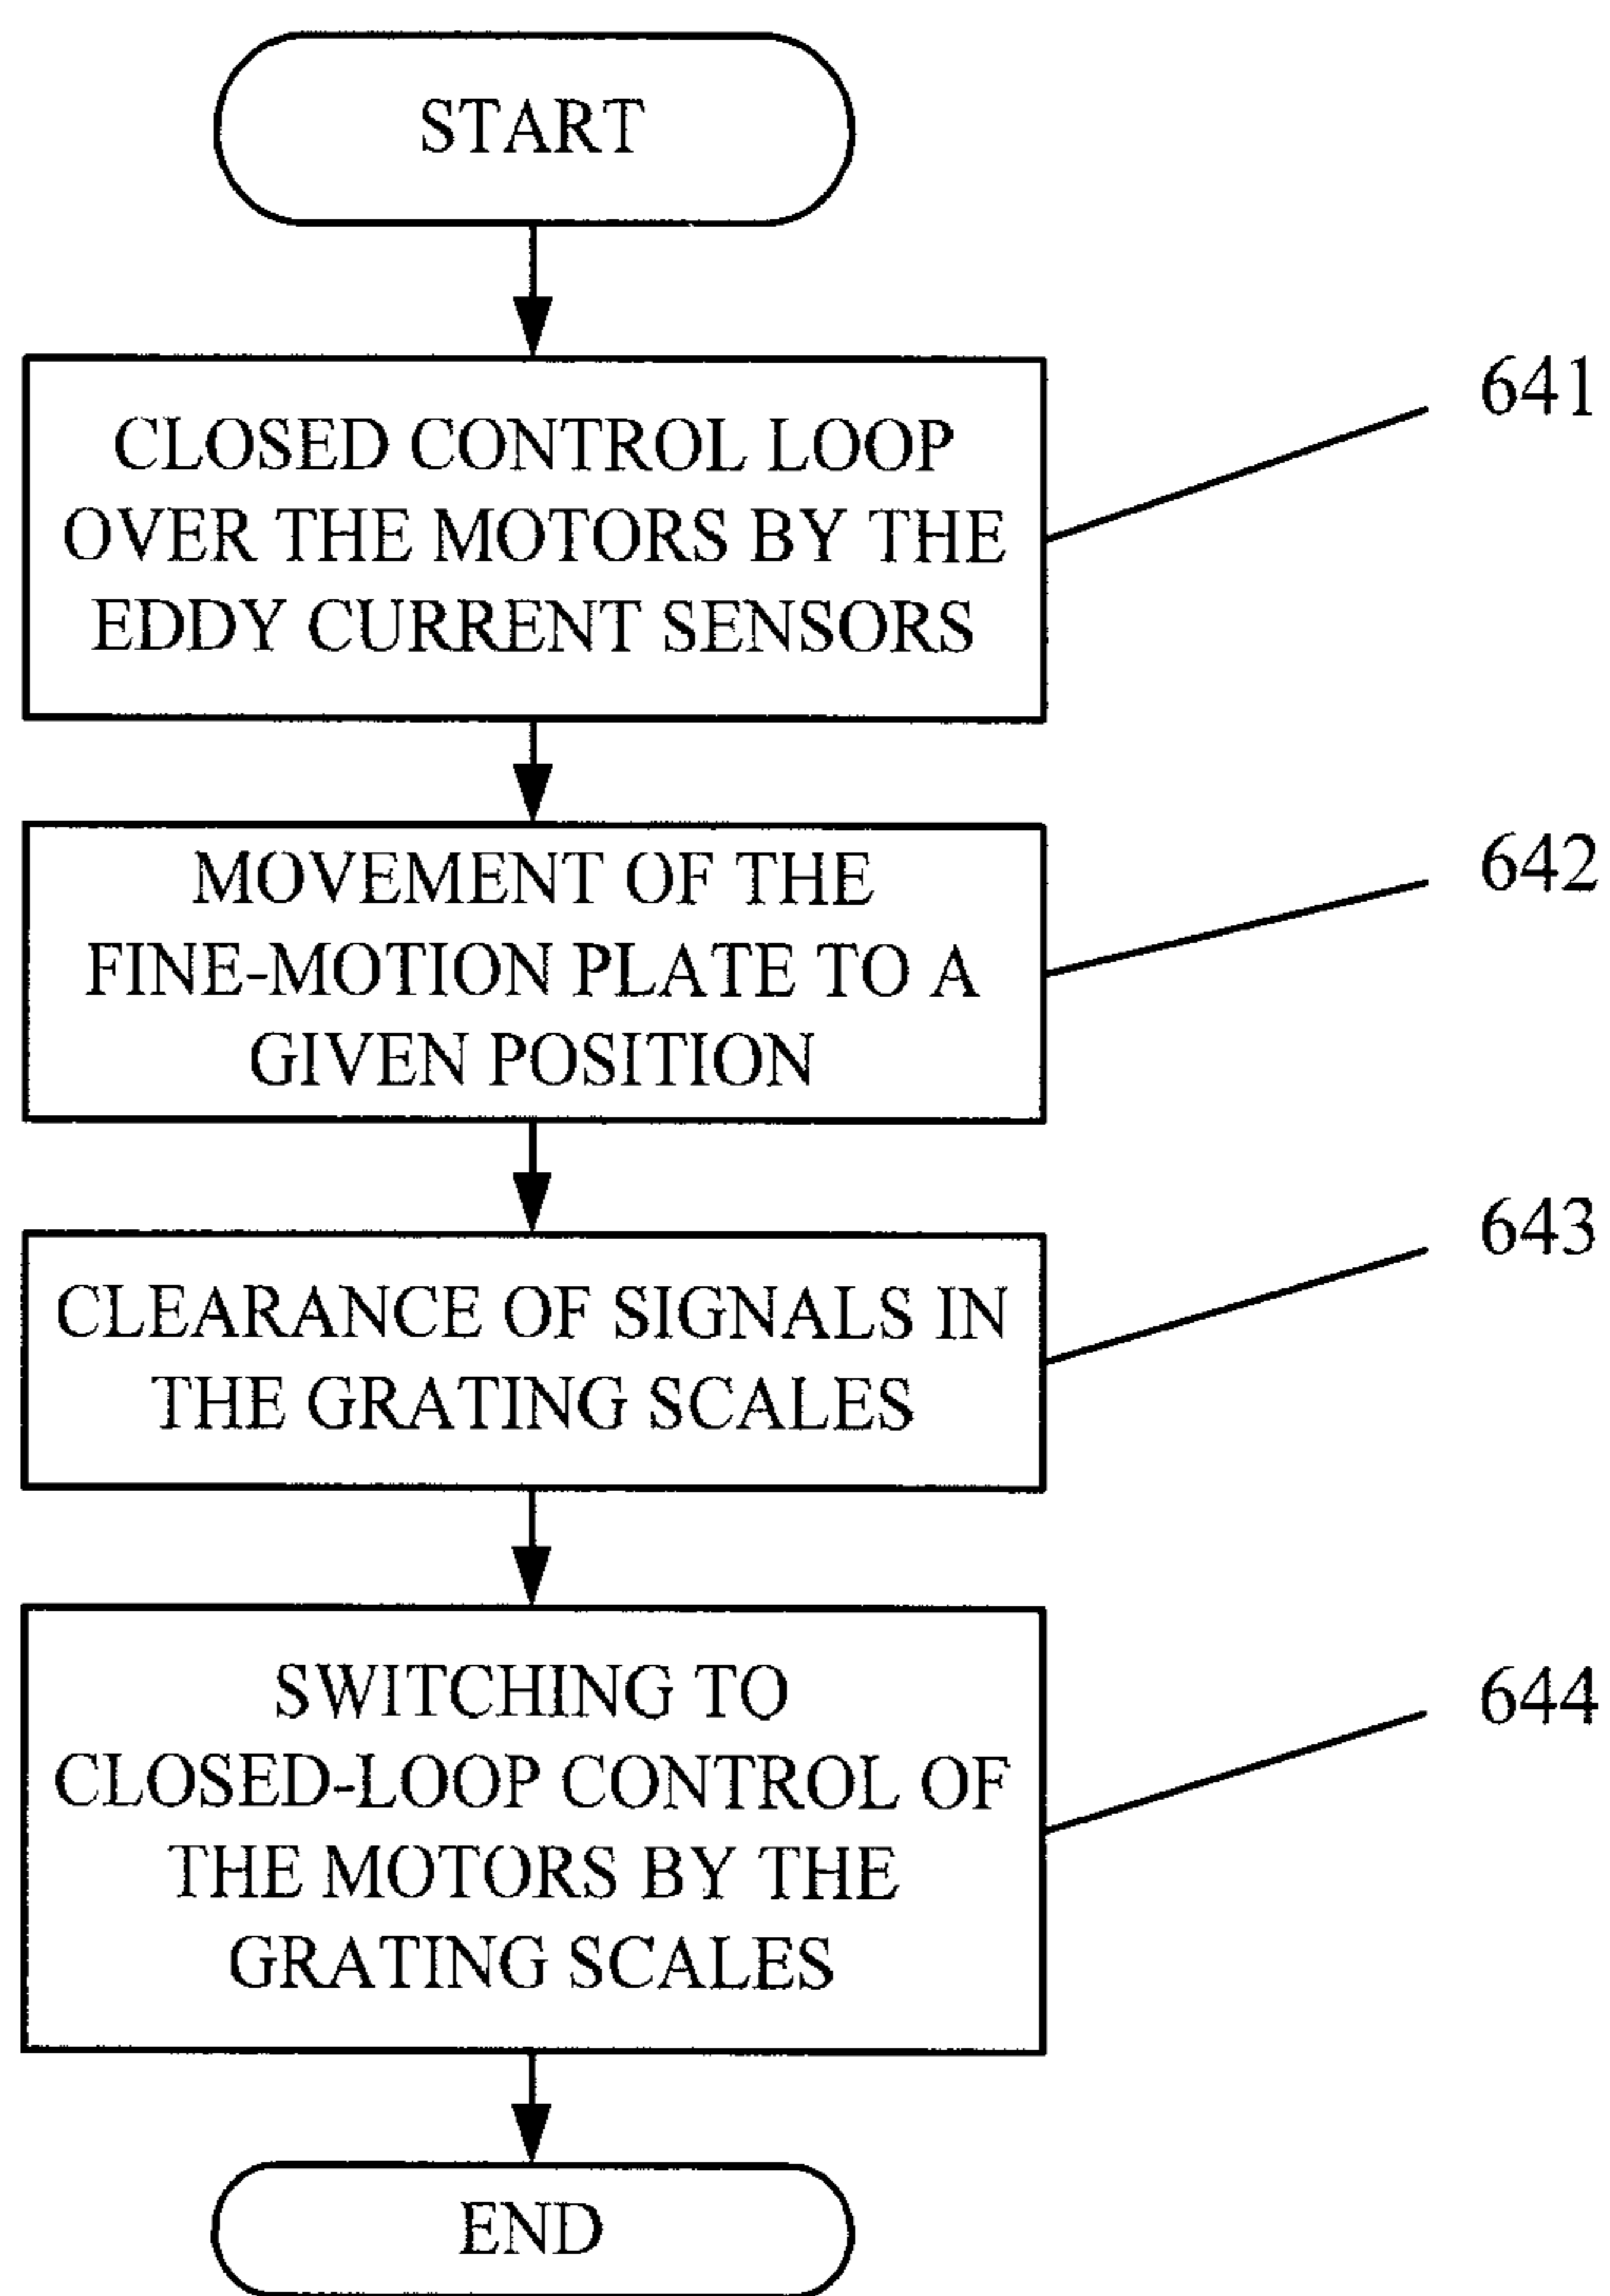 START
CLOSED CONTROL LOOP
OVER THE MOTORS BY THE
EDDY CURRENT SENSORS
641
MOVEMENT OF THE
FINE-MOTION PLATE TO A
GIVEN POSITION
642
CLEARANCE OF SIGNALS IN
THE GRATING SCALES
643
SWITCHING TO
CLOSED-LOOP CONTROL OF
THE MOTORS BY THE
GRATING SCALES
644
END